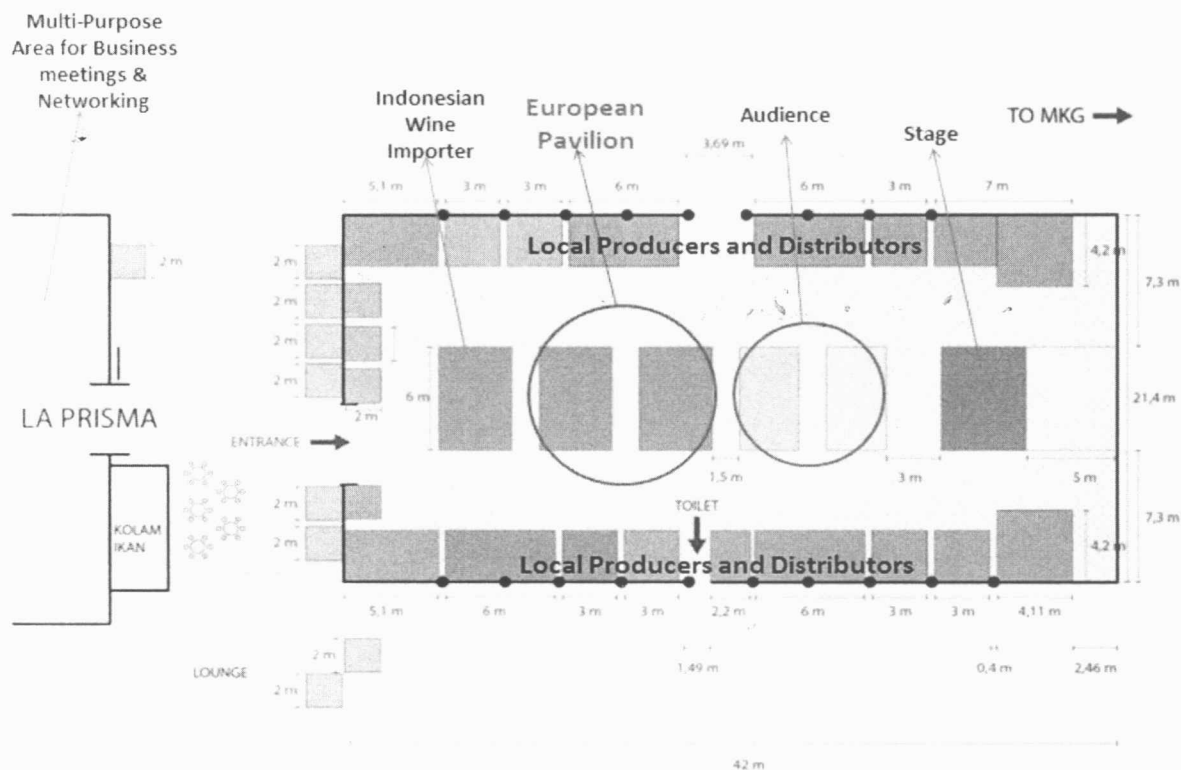 Multi-Purpose
Area for Business
meetings &
Networking
Indonesian
Wine
Importer
European
Pavilion
Audience
Stage
TO MKG
3,69 m
5,1 m
3 m
3 m
6 m
6 m
3 m
7 m
Local Producers and Distributors
2 m
2 m
2 m
2 m
2 m
4,2 m
7,3 m
6 m
2 m
21,4 m
LA PRISMA
ENTRANCE
1,5 m
3 m
5 m
TOILET
KOLAM
IKAN
2 m
2 m
Local Producers and Distributors
4,2 m
7,3 m
5,1 m
6 m
3 m
3 m
2,2 m
6 m
3 m
3 m
4,11 m
LOUNGE
2 m
2 m
1,49 m
0,4 m
2,46 m
42 m